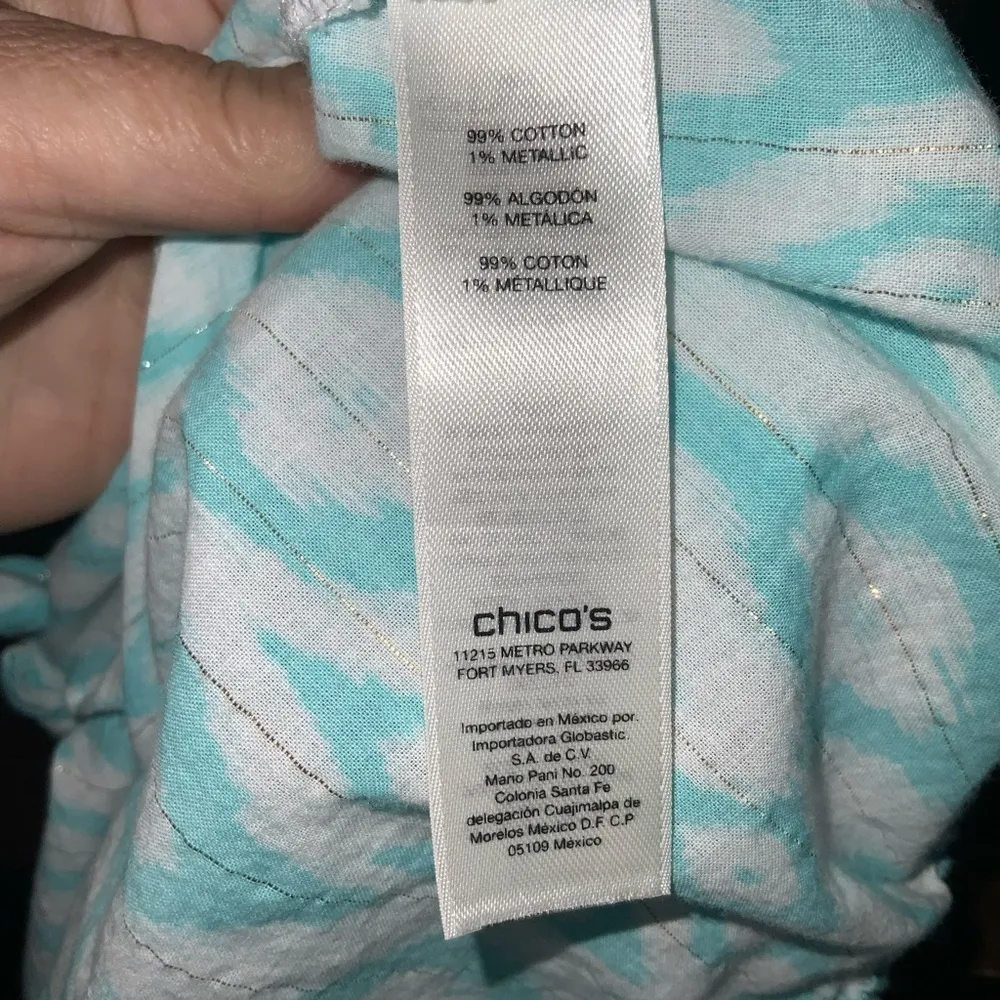 99% COTTON
1% METALLIC
99% ALGODÓN
1% METÁLICA
99% COTON
1% MÉTALLIQUE
chico's
11215 METRO PARKWAY
FORT MYERS, FL 33966
Importado en México por:
Importadora Globastic,
S.A. de C.V.
Mario Pani No. 200
Colonia Santa Fe
delegación Cuajimalpa de
Morelos México D.F. C.P
05109 México